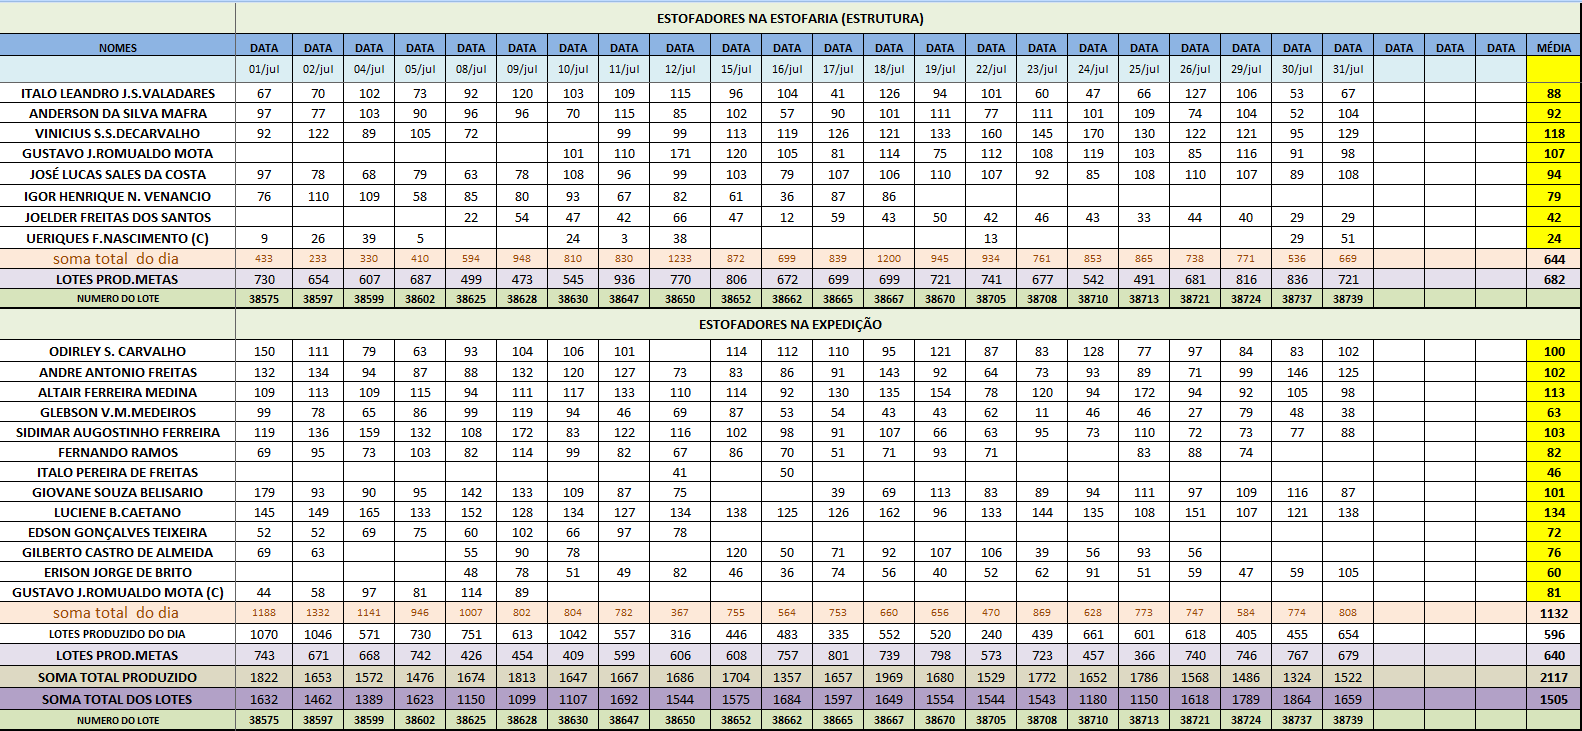 ESTOFADORES NA ESTOFARIA (ESTRUTURA)
NOMES DATA DATA DATA DATA DATA DATA DATA DATA DATA DATA DATA DATA DATA DATA DATA DATA DATA DATA DATA DATA DATA DATA DATA DATA DATA MÉDIA
01/jul 02/jul 04/jul 05/jul 08/jul 09/jul 10/jul 11/jul 12/jul 15/jul 16/jul 17/jul 18/jul 19/jul 22/jul 23/jul 24/jul 25/jul 26/jul 29/jul 30/jul 31/jul
ITALO LEANDRO J.S.VALADARES 67 70 102 73 92 120 103 109 115 96 104 41 126 94 101 60 47 66 127 106 53 67 88
ANDERSON DA SILVA MAFRA 97 77 103 90 96 96 70 115 85 102 57 90 101 111 77 111 101 109 74 104 52 104 92
VINICIUS S.S.DECARVALHO 92 122 89 105 72 99 99 113 119 126 121 133 160 145 170 130 122 121 95 129 118
GUSTAVO J.ROMUALDO MOTA 101 110 171 120 105 81 114 75 112 108 119 103 85 116 91 98 107
JOSÉ LUCAS SALES DA COSTA 97 78 68 79 63 78 108 96 99 103 79 107 106 110 107 92 85 108 110 107 89 108 94
IGOR HENRIQUE N. VENANCIO 76 110 109 58 85 80 93 67 82 61 36 87 86 79
JOELDER FREITAS DOS SANTOS 22 54 47 42 66 47 12 59 43 50 42 46 43 33 44 40 29 29 42
UERIQUES F.NASCIMENTO (C) 9 26 39 5 24 3 38 13 29 51 24
soma total do dia 433 233 330 410 594 948 810 830 1233 872 699 839 1200 945 934 761 853 865 738 771 536 669 644
LOTES PROD.METAS 730 654 607 687 499 473 545 936 770 806 672 699 699 721 741 677 542 491 681 816 836 721 682
NUMERO DO LOTE 38575 38597 38599 38602 38625 38628 38630 38647 38650 38652 38662 38665 38667 38670 38705 38708 38710 38713 38721 38724 38737 38739
ESTOFADORES NA EXPEDIÇÃO
ODIRLEY S. CARVALHO 150 111 79 63 93 104 106 101 114 112 110 95 121 87 83 128 77 97 84 83 102 100
ANDRE ANTONIO FREITAS 132 134 94 87 88 132 120 127 73 83 86 91 143 92 64 73 93 89 71 99 146 125 102
ALTAIR FERREIRA MEDINA 109 113 109 115 94 111 117 133 110 114 92 130 135 154 78 120 94 172 94 92 105 98 113
GLEBSON V.M.MEDEIROS 99 78 65 86 99 119 94 46 69 87 53 54 43 43 62 11 46 46 27 79 48 38 63
SIDIMAR AUGOSTINHO FERREIRA 119 136 159 132 108 172 83 122 116 102 98 91 107 66 63 95 73 110 72 73 77 88 103
FERNANDO RAMOS 69 95 73 103 82 114 99 82 67 86 70 51 71 93 71 83 88 74 82
ITALO PEREIRA DE FREITAS 41 50 46
GIOVANE SOUZA BELISARIO 179 93 90 95 142 133 109 87 75 39 69 113 83 89 94 111 97 109 116 87 101
LUCIENE B.CAETANO 145 149 165 133 152 128 134 127 134 138 125 126 162 96 133 144 135 108 151 107 121 138 134
EDSON GONÇALVES TEIXEIRA 52 52 69 75 60 102 66 97 78 72
GILBERTO CASTRO DE ALMEIDA 69 63 55 90 78 120 50 71 92 107 106 39 56 93 56 76
ERISON JORGE DE BRITO 48 78 51 49 82 46 36 74 56 40 52 62 91 51 59 47 59 105 60
GUSTAVO J.ROMUALDO MOTA (C) 44 58 97 81 114 89 81
soma total do dia 1188 1332 1141 946 1007 802 804 782 367 755 564 753 660 656 470 869 628 773 747 584 774 808 1132
LOTES PRODUZIDO DO DIA 1070 1046 571 730 751 613 1042 557 316 446 483 335 552 520 240 439 661 601 618 405 455 654 596
LOTES PROD.METAS 743 671 668 742 426 454 409 599 606 608 757 801 739 798 573 723 457 366 740 746 767 679 640
SOMA TOTAL PRODUZIDO 1822 1653 1572 1476 1674 1813 1647 1667 1686 1704 1357 1657 1969 1680 1529 1772 1652 1786 1568 1486 1324 1522 2117
SOMA TOTAL DOS LOTES 1632 1462 1389 1623 1150 1099 1107 1692 1544 1575 1684 1597 1649 1554 1544 1543 1180 1150 1618 1789 1864 1659 1505
NUMERO DO LOTE 38575 38597 38599 38602 38625 38628 38630 38647 38650 38652 38662 38665 38667 38670 38705 38708 38710 38713 38721 38724 38737 38739